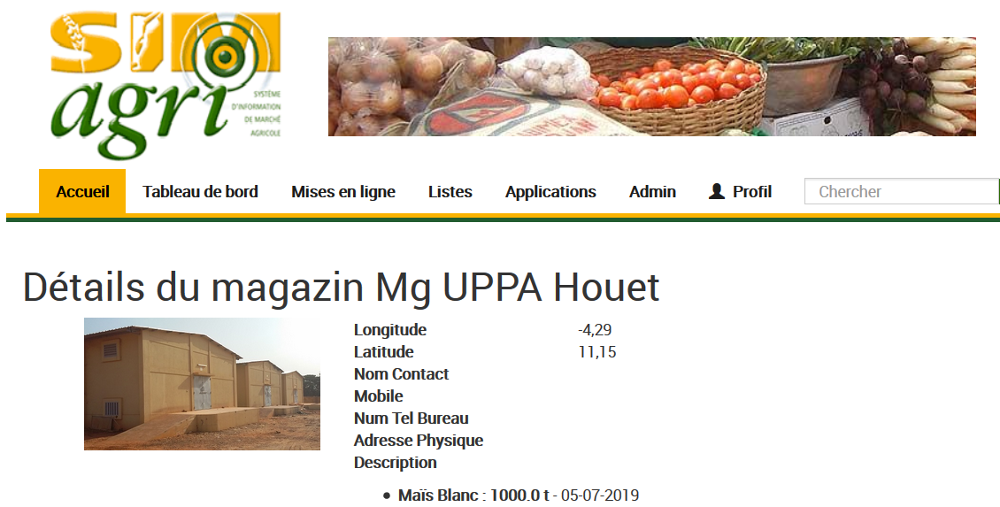 SIM
agri
SYSTÈME
D'INFORMATION
DE MARCHÉ
AGRICOLE
Accueil Tableau de bord Mises en ligne Listes Applications Admin Profil Chercher
Détails du magazin Mg UPPA Houet
Longitude -4,29
Latitude 11,15
Nom Contact
Mobile
Num Tel Bureau
Adresse Physique
Description
• Maïs Blanc : 1000.0 t - 05-07-2019